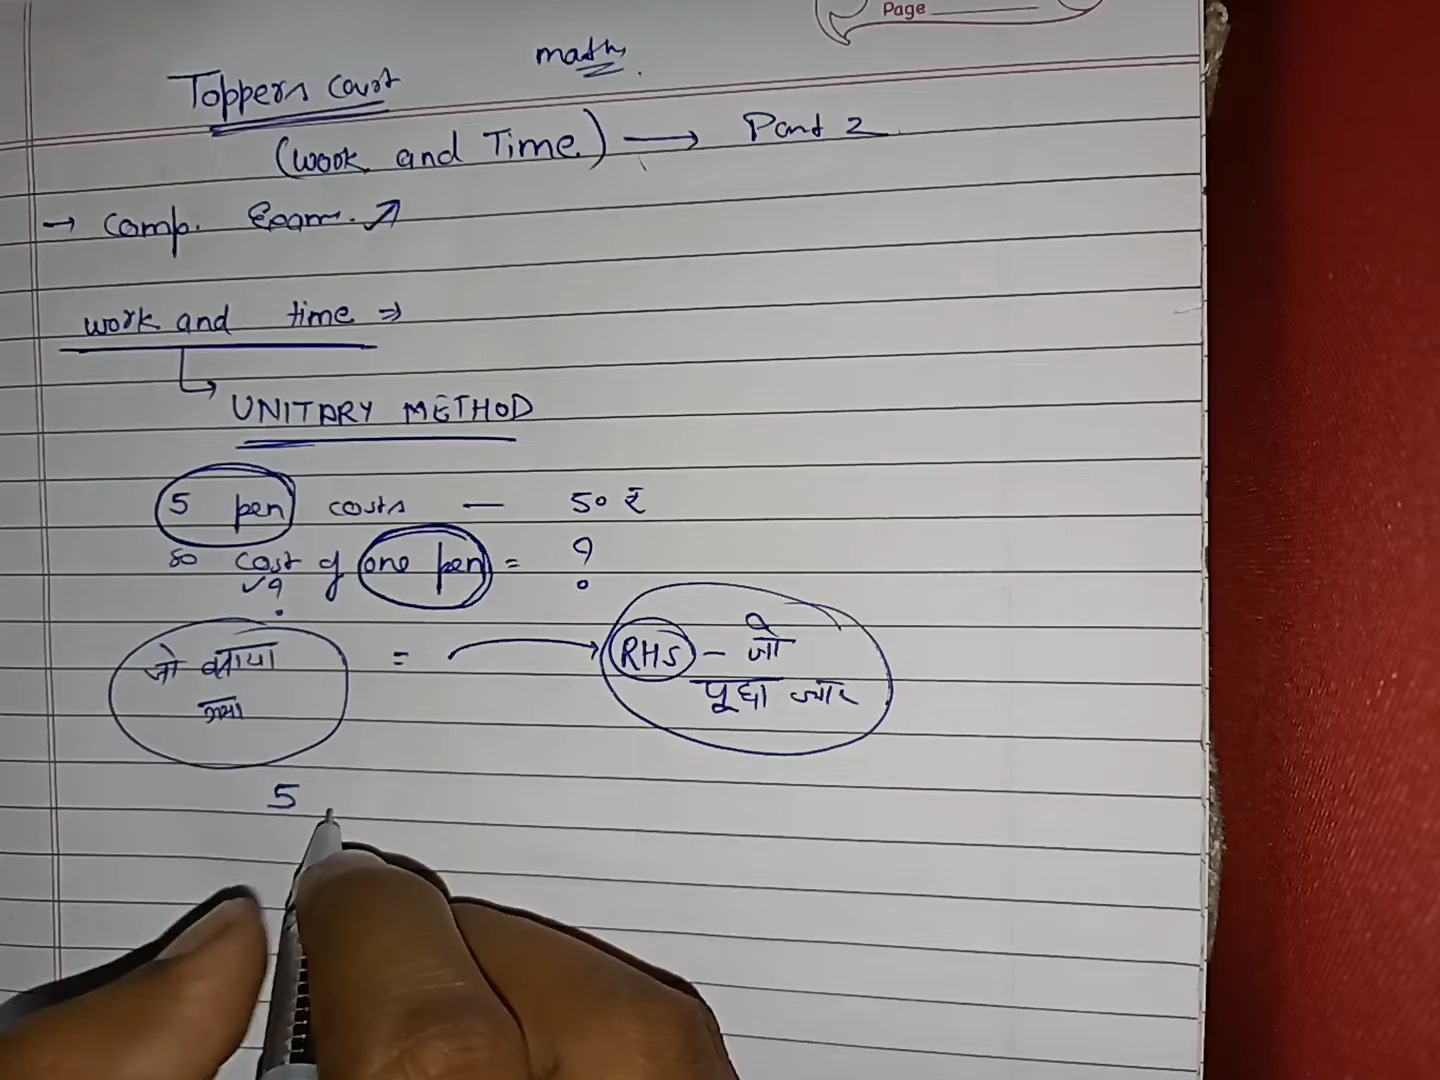 Page
math
Toppers Court
(Work and Time) → Part 2
→ Comp. Exam. ↗
work and time ⇒
UNITARY METHOD
5 pen costs — 50 ₹
so cost of one pen = ?
?
जो बताया = RHS – जो
गया पूछा जाए
5